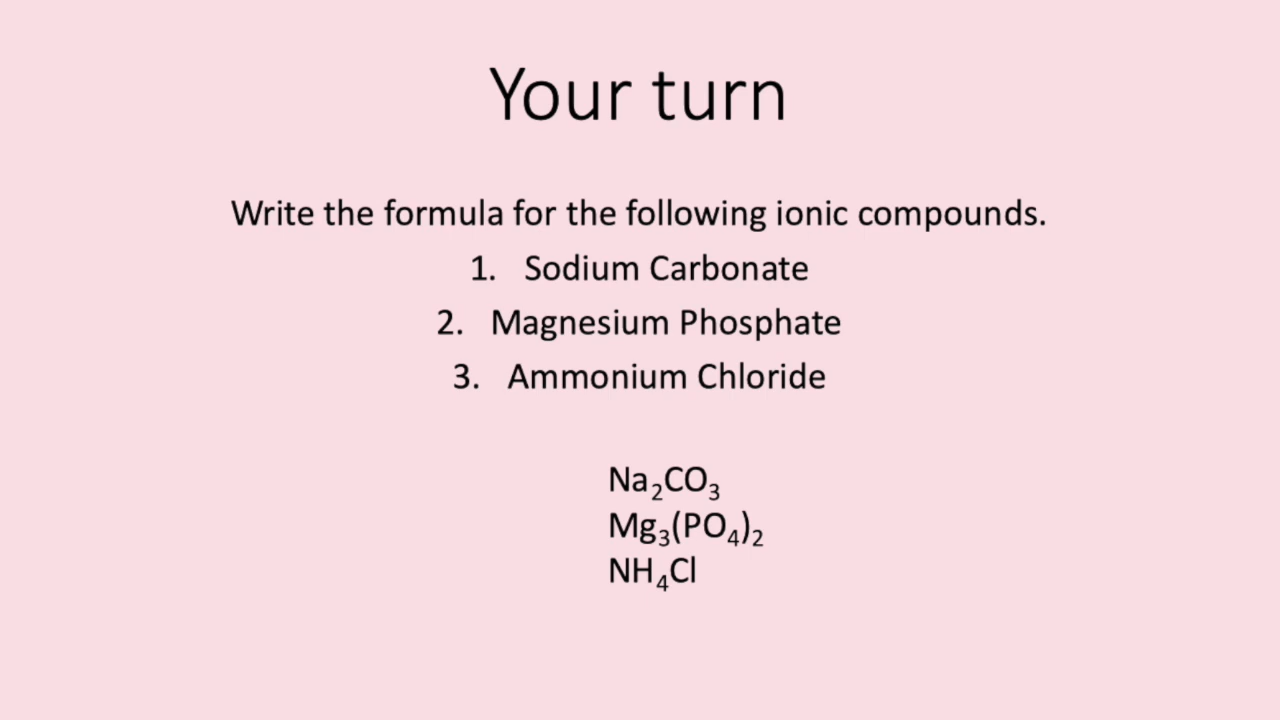 Your turn
Write the formula for the following ionic compounds.
1. Sodium Carbonate
2. Magnesium Phosphate
3. Ammonium Chloride
Na₂CO₃
Mg₃(PO₄)₂
NH₄Cl